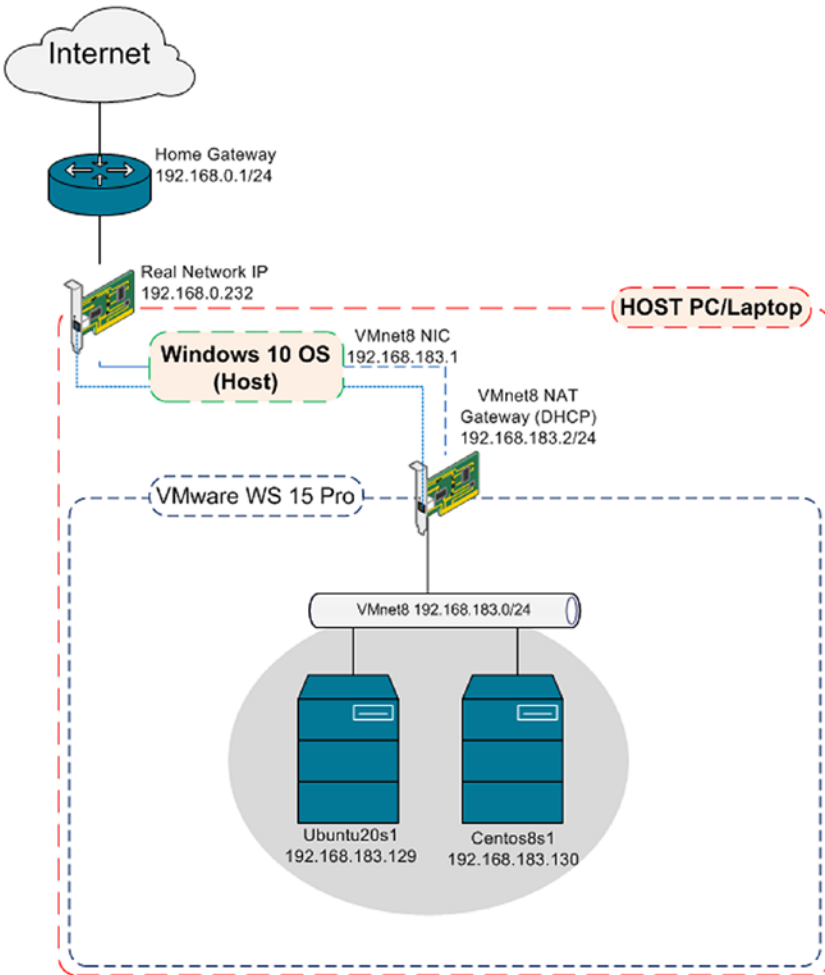 Internet
Home Gateway
192.168.0.1/24
Real Network IP
192.168.0.232
HOST PC/Laptop
Windows 10 OS
(Host)
VMnet8 NIC
192.168.183.1
VMnet8 NAT
Gateway (DHCP)
192.168.183.2/24
VMware WS 15 Pro
VMnet8 192.168.183.0/24
Ubuntu20s1
192.168.183.129
Centos8s1
192.168.183.130